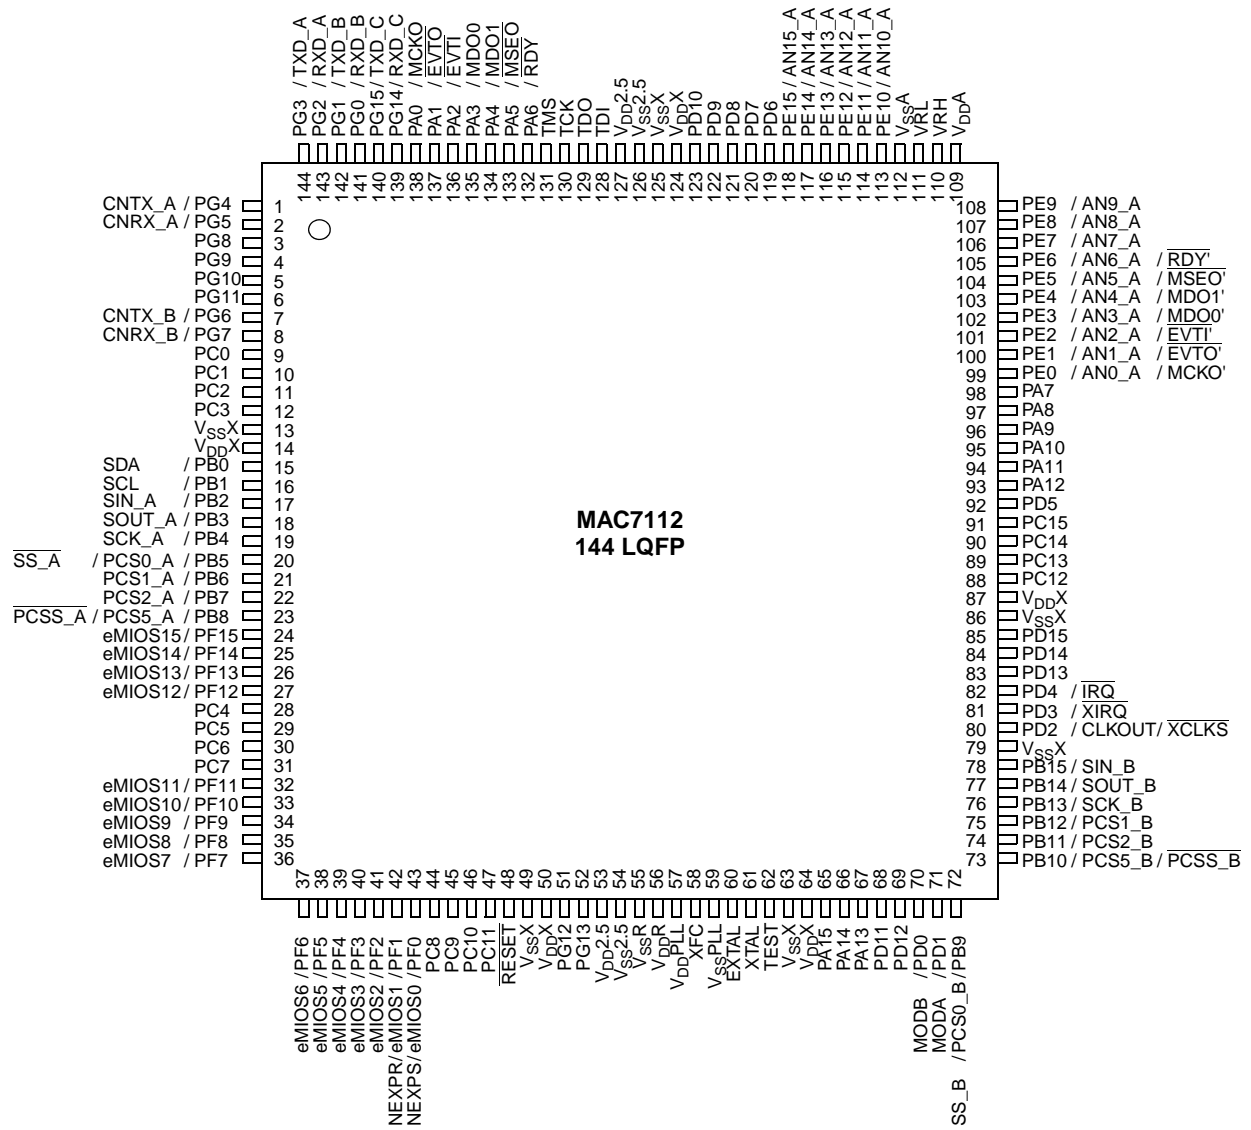 PG3 / TXD_A
PG2 / RXD_A
PG1 / TXD_B
PG0 / RXD_B
PG15 / TXD_C
PG14 / RXD_C
PA0 / MCKO
PA1 / EVTO
PA2 / EVTI
PA3 / MDO0
PA4 / MDO1
PA5 / MSEO
PA6 / RDY
TMS
TCK
TDO
TDI
VDD2.5
VSS2.5
VSSX
VDDX
PD10
PD9
PD8
PD7
PD6
PE15 / AN15_A
PE14 / AN14_A
PE13 / AN13_A
PE12 / AN12_A
PE11 / AN11_A
PE10 / AN10_A
VSSA
VRL
VRH
VDDA
144 143 142 141 140 139 138 137 136 135 134 133 132 131 130 129 128 127 126 125 124 123 122 121 120 119 118 117 116 115 114 113 112 111 110 109
CNTX_A / PG4 1
CNRX_A / PG5 2
PG8 3
PG9 4
PG10 5
PG11 6
CNTX_B / PG6 7
CNRX_B / PG7 8
PC0 9
PC1 10
PC2 11
PC3 12
VSSX 13
VDDX 14
SDA / PB0 15
SCL / PB1 16
SIN_A / PB2 17
SOUT_A / PB3 18
SCK_A / PB4 19
SS_A / PCS0_A / PB5 20
PCS1_A / PB6 21
PCS2_A / PB7 22
PCSS_A / PCS5_A / PB8 23
eMIOS15 / PF15 24
eMIOS14 / PF14 25
eMIOS13 / PF13 26
eMIOS12 / PF12 27
PC4 28
PC5 29
PC6 30
PC7 31
eMIOS11 / PF11 32
eMIOS10 / PF10 33
eMIOS9 / PF9 34
eMIOS8 / PF8 35
eMIOS7 / PF7 36
MAC7112
144 LQFP
108 PE9 / AN9_A
107 PE8 / AN8_A
106 PE7 / AN7_A
105 PE6 / AN6_A / RDY'
104 PE5 / AN5_A / MSEO'
103 PE4 / AN4_A / MDO1'
102 PE3 / AN3_A / MDO0'
101 PE2 / AN2_A / EVTI'
100 PE1 / AN1_A / EVTO'
99 PE0 / AN0_A / MCKO'
98 PA7
97 PA8
96 PA9
95 PA10
94 PA11
93 PA12
92 PD5
91 PC15
90 PC14
89 PC13
88 PC12
87 VDDX
86 VSSX
85 PD15
84 PD14
83 PD13
82 PD4 / IRQ
81 PD3 / XIRQ
80 PD2 / CLKOUT / XCLKS
79 VSSX
78 PB15 / SIN_B
77 PB14 / SOUT_B
76 PB13 / SCK_B
75 PB12 / PCS1_B
74 PB11 / PCS2_B
73 PB10 / PCS5_B / PCSS_B
37 38 39 40 41 42 43 44 45 46 47 48 49 50 51 52 53 54 55 56 57 58 59 60 61 62 63 64 65 66 67 68 69 70 71 72
eMIOS6 / PF6
eMIOS5 / PF5
eMIOS4 / PF4
eMIOS3 / PF3
eMIOS2 / PF2
NEXPR / eMIOS1 / PF1
NEXPS / eMIOS0 / PF0
PC8
PC9
PC10
PC11
RESET
VSSX
VDDX
PG12
PG13
VDD2.5
VSS2.5
VSSR
VDDR
VDDPLL
XFC
VSSPLL
EXTAL
XTAL
TEST
VSSX
VDDX
PA15
PA14
PA13
PD11
PD12
MODB / PD0
MODA / PD1
SS_B / PCS0_B / PB9